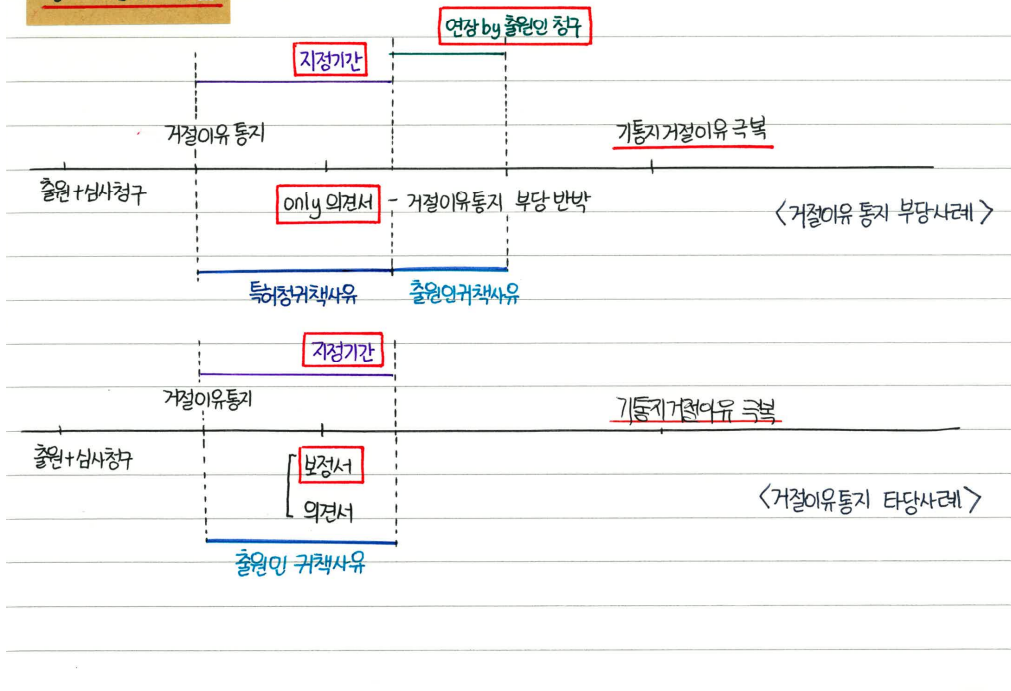 연장 by 출원인 청구
지정기간
거절이유 통지
기통지거절이유 극복
출원+심사청구
only 의견서 - 거절이유통지 부당 반박
<거절이유 통지 부당사례>
특허청귀책사유
출원인귀책사유
지정기간
거절이유통지
기통지거절이유 극복
출원+심사청구
보정서
의견서
<거절이유통지 타당사례>
출원인 귀책사유